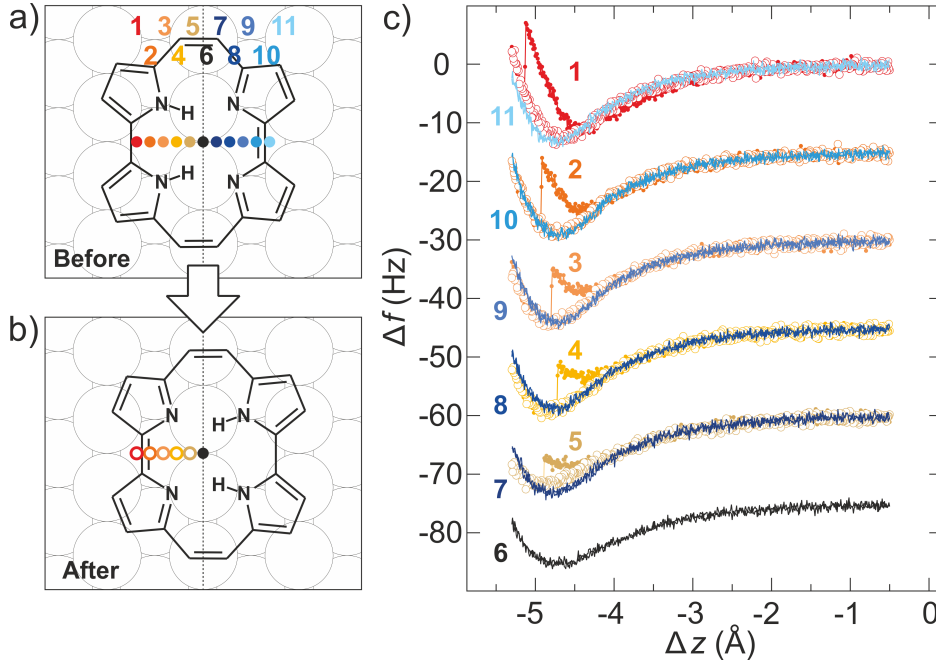 a)
1 3 5 7 9 11
2 4 6 8 10
N H N
N H N
Before
b)
N H N
N H N
After
c)
0
-10
-20
-30
-40
-50
-60
-70
-80
Δf (Hz)
1
11
2
10
3
9
4
8
5
7
6
-5 -4 -3 -2 -1 0
Δz (Å)